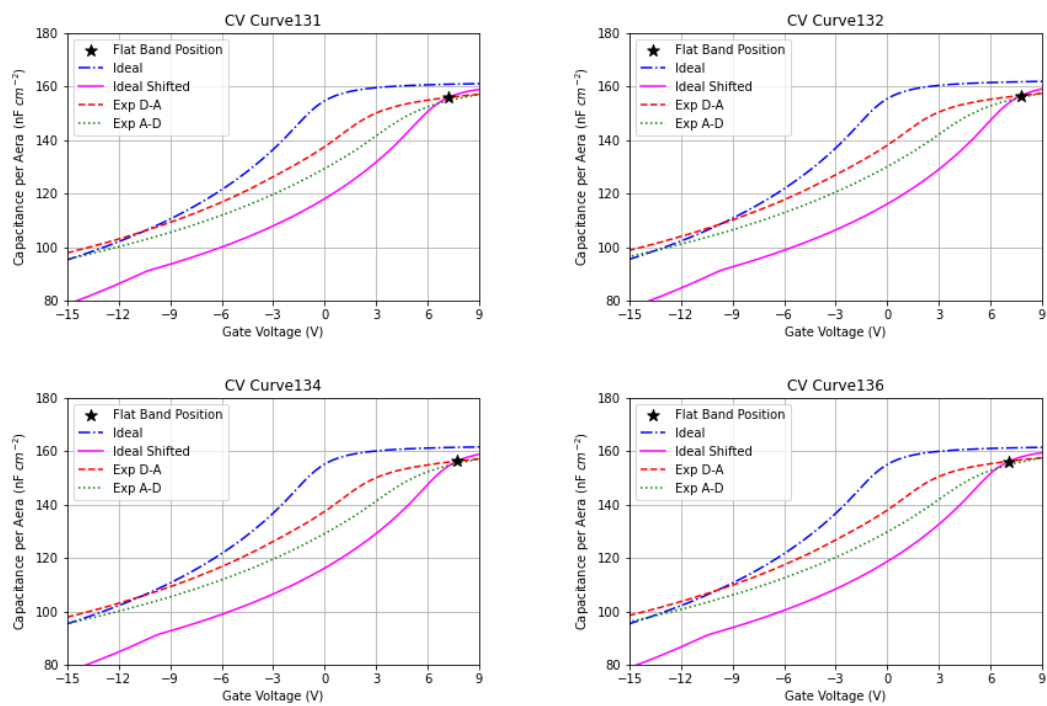 CV Curve131
180
160
140
120
100
80
Capacitance per Aera (nF cm⁻²)
Flat Band Position
Ideal
Ideal Shifted
Exp D-A
Exp A-D
−15 −12 −9 −6 −3 0 3 6 9
Gate Voltage (V)
CV Curve132
180
160
140
120
100
80
Capacitance per Aera (nF cm⁻²)
Flat Band Position
Ideal
Ideal Shifted
Exp D-A
Exp A-D
−15 −12 −9 −6 −3 0 3 6 9
Gate Voltage (V)
CV Curve134
180
160
140
120
100
80
Capacitance per Aera (nF cm⁻²)
Flat Band Position
Ideal
Ideal Shifted
Exp D-A
Exp A-D
−15 −12 −9 −6 −3 0 3 6 9
Gate Voltage (V)
CV Curve136
180
160
140
120
100
80
Capacitance per Aera (nF cm⁻²)
Flat Band Position
Ideal
Ideal Shifted
Exp D-A
Exp A-D
−15 −12 −9 −6 −3 0 3 6 9
Gate Voltage (V)